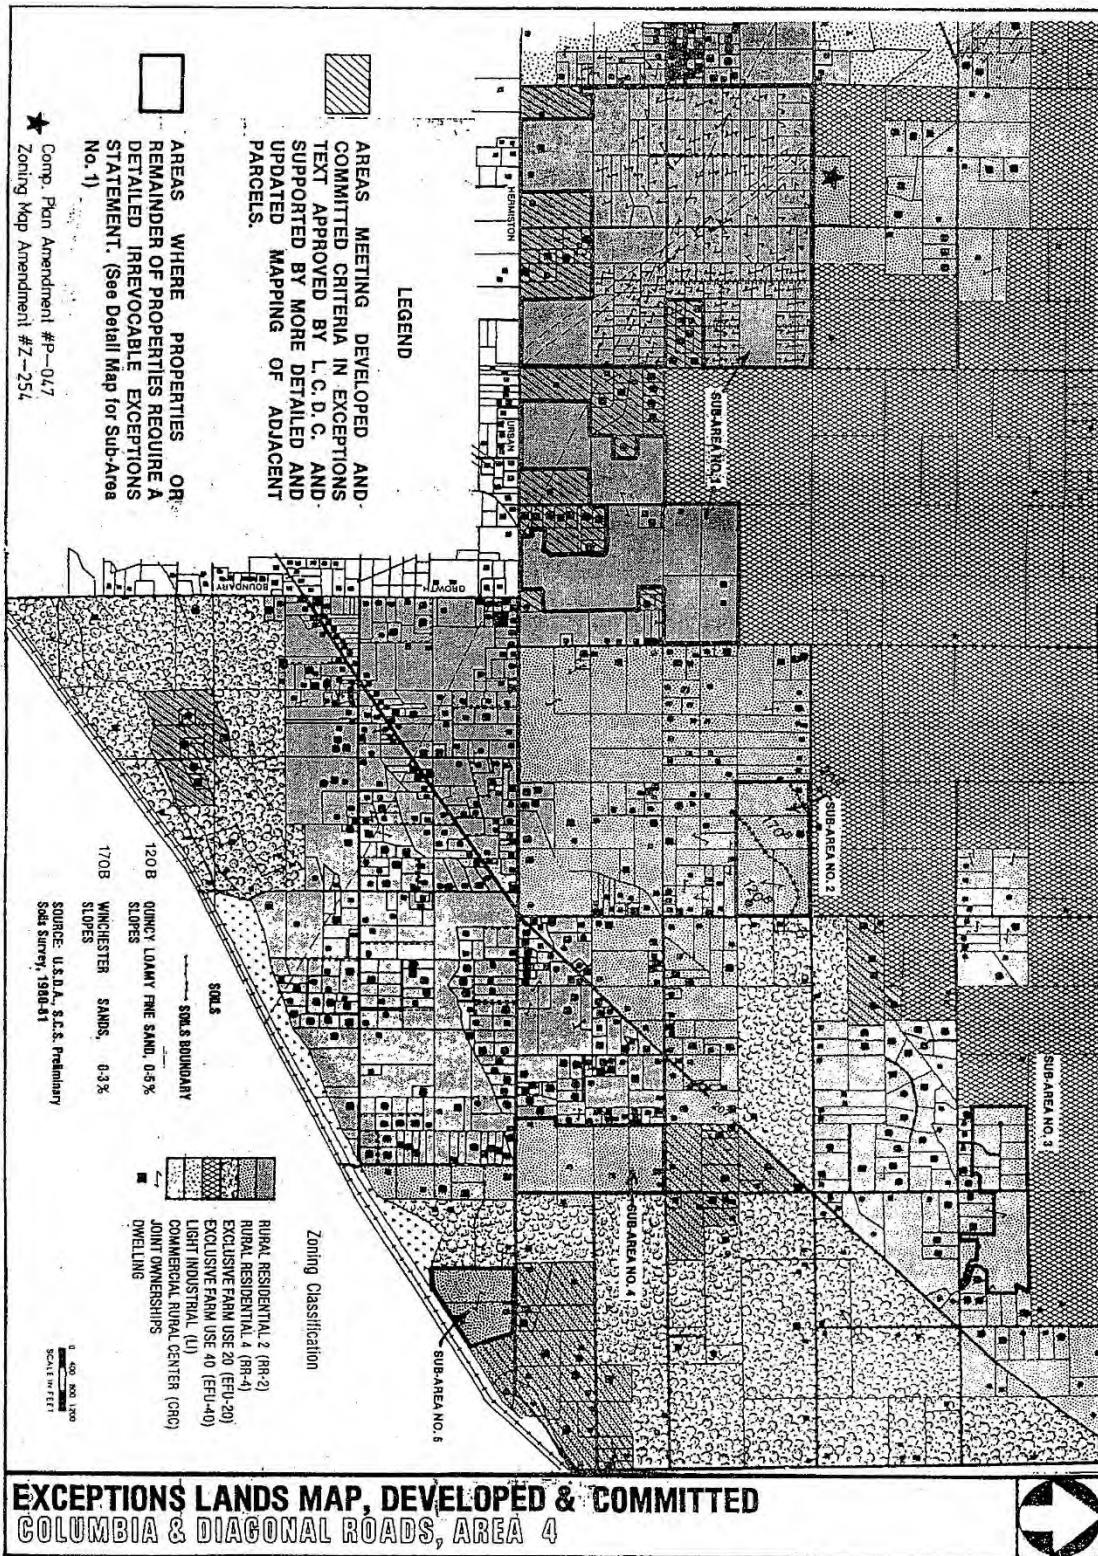 LEGEND
AREAS MEETING DEVELOPED AND
COMMITTED CRITERIA IN EXCEPTIONS
TEXT APPROVED BY L.C.D.C. AND
SUPPORTED BY MORE DETAILED AND
UPDATED MAPPING OF ADJACENT
PARCELS.
AREAS WHERE PROPERTIES OR
REMAINDER OF PROPERTIES REQUIRE A
DETAILED IRREVOCABLE EXCEPTIONS
STATEMENT. (See Detail Map for Sub-Area
No. 1)
Comp. Plan Amendment #P-047
Zoning Map Amendment #Z-254
HERMISTON
URBAN
GROWTH
BOUNDARY
SUB-AREA NO. 1
SUB-AREA NO. 2
SUB-AREA NO. 3
SUB-AREA NO. 4
SUB-AREA NO. 5
SOILS
SOILS BOUNDARY
120B QUINCY LOAMY FINE SAND, 0-5%
SLOPES
170B WINCHESTER SANDS, 0-3%
SLOPES
SOURCE: U.S.D.A., S.C.S. Preliminary
Soils Survey, 1980-81
Zoning Classification
RURAL RESIDENTIAL 2 (RR-2)
RURAL RESIDENTIAL 4 (RR-4)
EXCLUSIVE FARM USE 20 (EFU-20)
EXCLUSIVE FARM USE 40 (EFU-40)
LIGHT INDUSTRIAL (LI)
COMMERCIAL RURAL CENTER (CRC)
JOINT OWNERSHIPS
DWELLING
0 400 800 1200
SCALE IN FEET
EXCEPTIONS LANDS MAP, DEVELOPED & COMMITTED
COLUMBIA & DIAGONAL ROADS, AREA 4